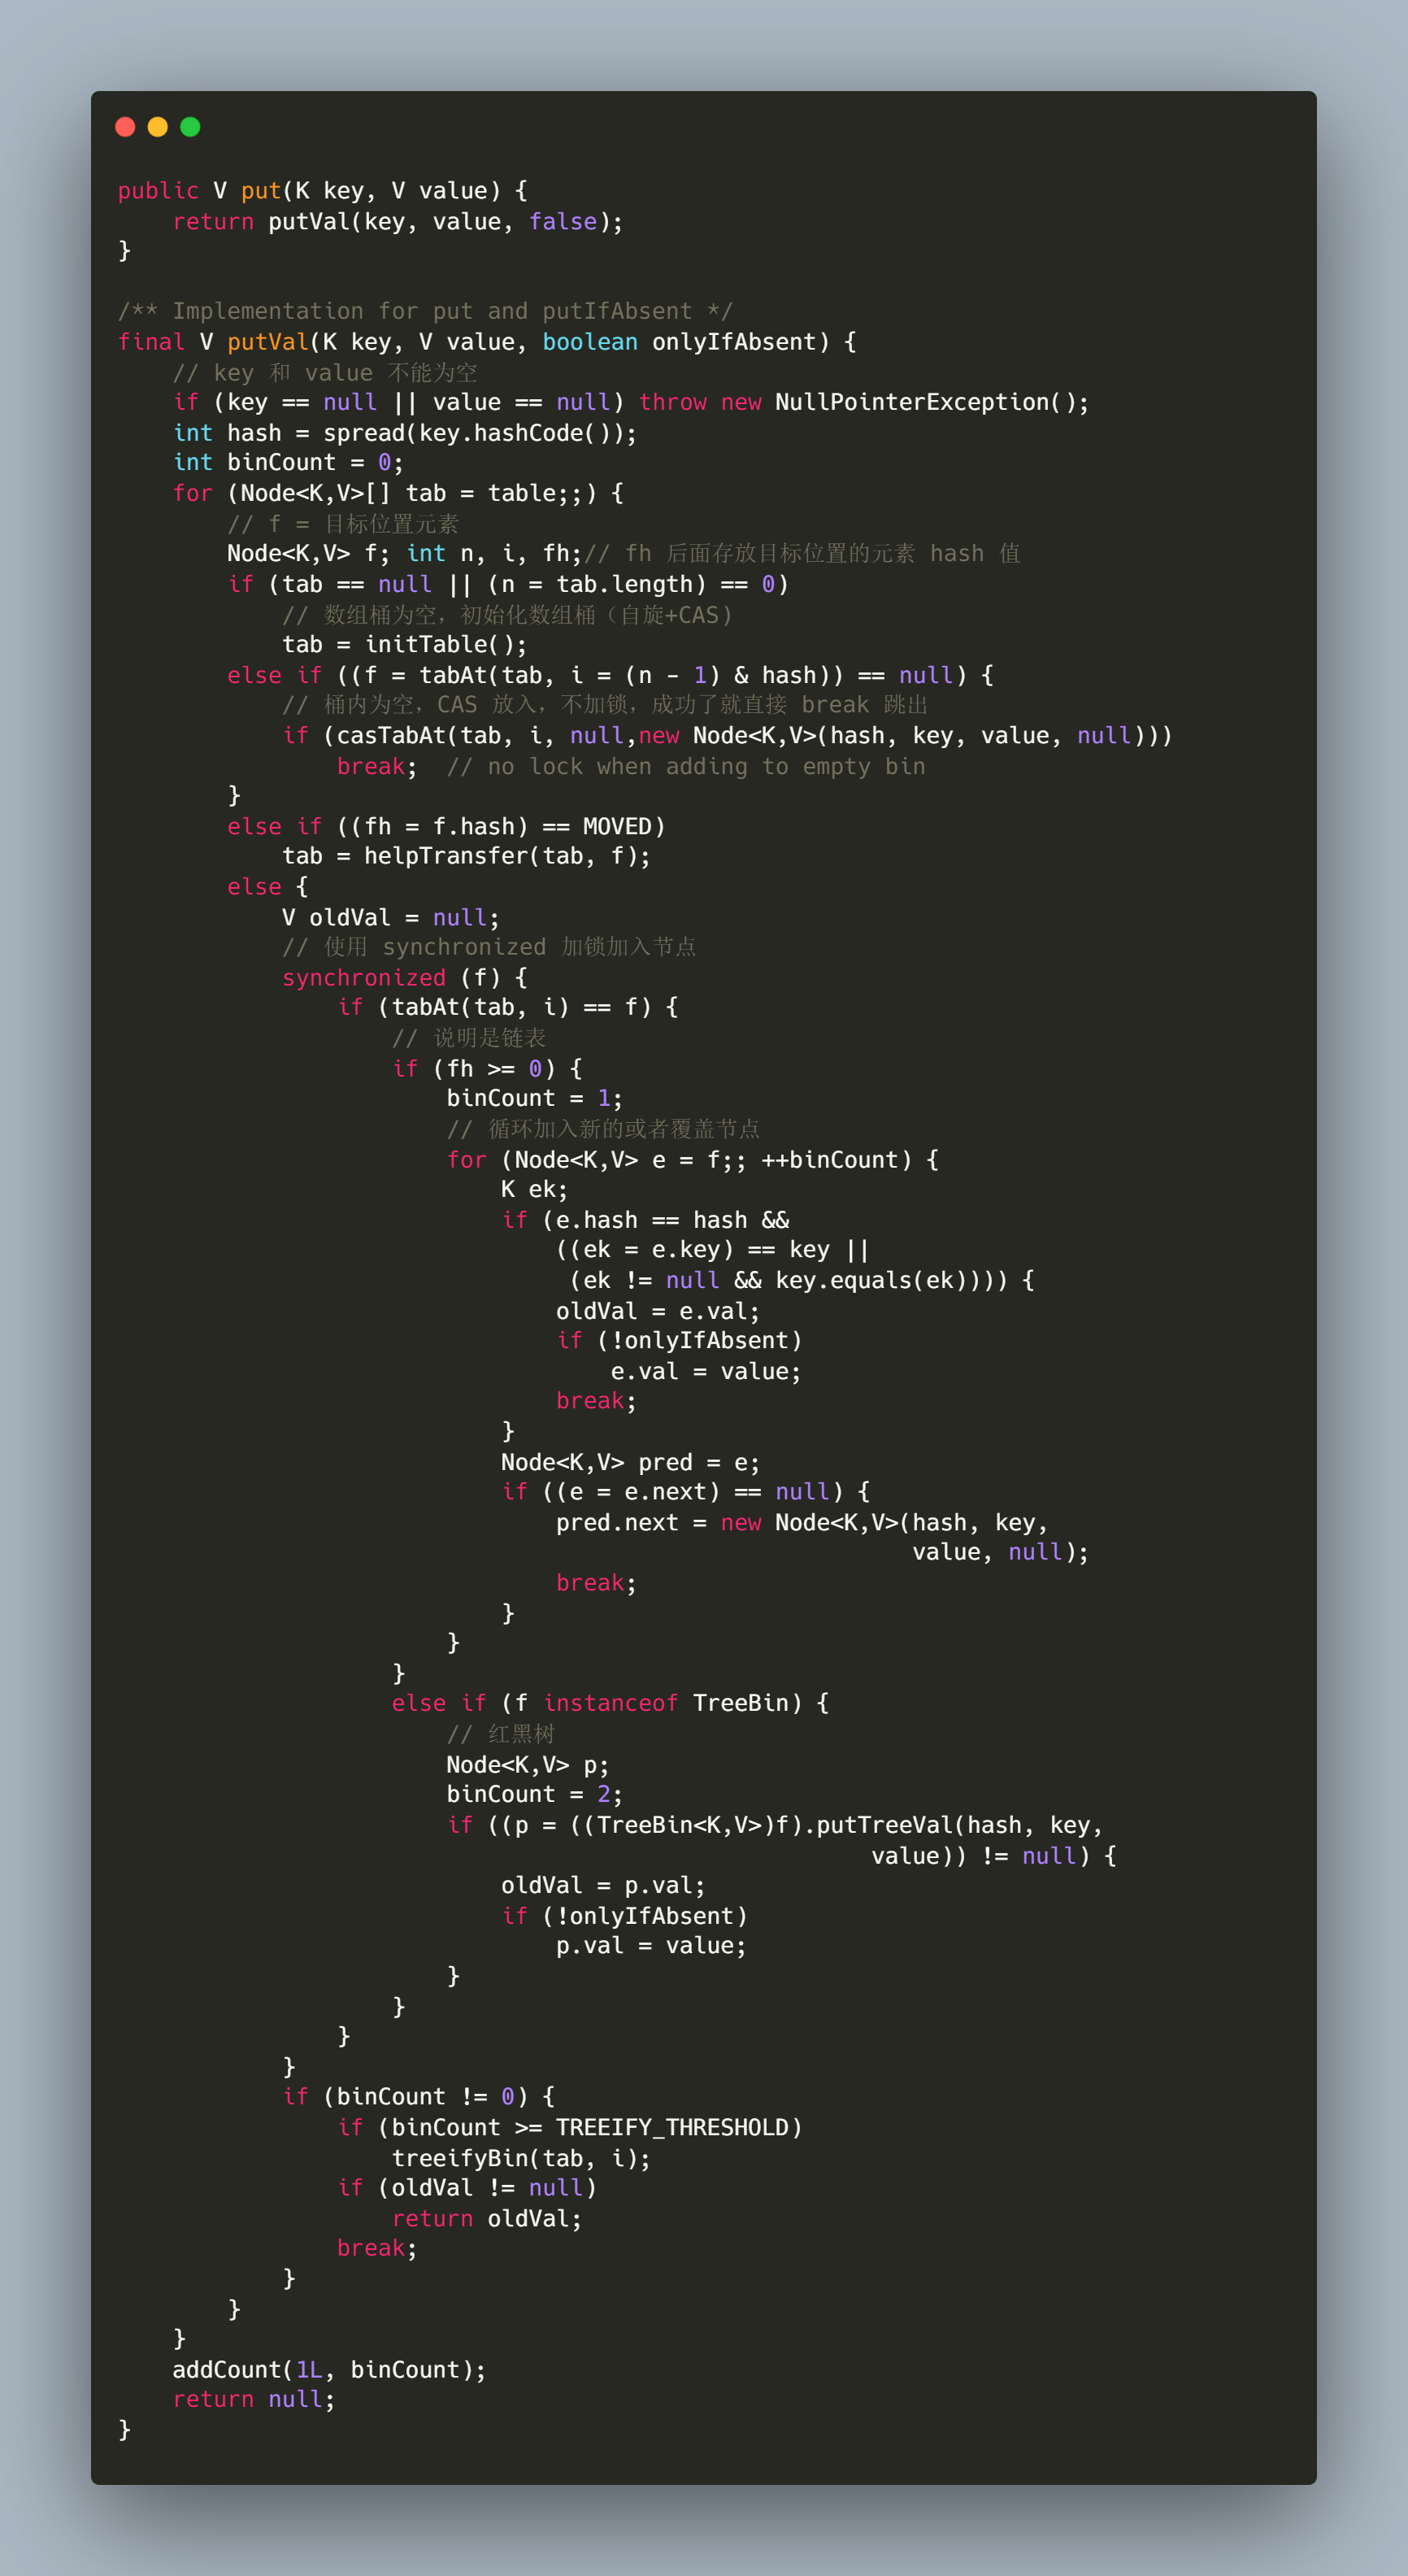 public V put(K key, V value) {
    return putVal(key, value, false);
}

/** Implementation for put and putIfAbsent */
final V putVal(K key, V value, boolean onlyIfAbsent) {
    // key 和 value 不能为空
    if (key == null || value == null) throw new NullPointerException();
    int hash = spread(key.hashCode());
    int binCount = 0;
    for (Node<K,V>[] tab = table;;) {
        // f = 目标位置元素
        Node<K,V> f; int n, i, fh;// fh 后面存放目标位置的元素 hash 值
        if (tab == null || (n = tab.length) == 0)
            // 数组桶为空，初始化数组桶（自旋+CAS)
            tab = initTable();
        else if ((f = tabAt(tab, i = (n - 1) & hash)) == null) {
            // 桶内为空，CAS 放入，不加锁，成功了就直接 break 跳出
            if (casTabAt(tab, i, null,new Node<K,V>(hash, key, value, null)))
                break;  // no lock when adding to empty bin
        }
        else if ((fh = f.hash) == MOVED)
            tab = helpTransfer(tab, f);
        else {
            V oldVal = null;
            // 使用 synchronized 加锁加入节点
            synchronized (f) {
                if (tabAt(tab, i) == f) {
                    // 说明是链表
                    if (fh >= 0) {
                        binCount = 1;
                        // 循环加入新的或者覆盖节点
                        for (Node<K,V> e = f;; ++binCount) {
                            K ek;
                            if (e.hash == hash &&
                                ((ek = e.key) == key ||
                                 (ek != null && key.equals(ek)))) {
                                oldVal = e.val;
                                if (!onlyIfAbsent)
                                    e.val = value;
                                break;
                            }
                            Node<K,V> pred = e;
                            if ((e = e.next) == null) {
                                pred.next = new Node<K,V>(hash, key,
                                                          value, null);
                                break;
                            }
                        }
                    }
                    else if (f instanceof TreeBin) {
                        // 红黑树
                        Node<K,V> p;
                        binCount = 2;
                        if ((p = ((TreeBin<K,V>)f).putTreeVal(hash, key,
                                                       value)) != null) {
                            oldVal = p.val;
                            if (!onlyIfAbsent)
                                p.val = value;
                        }
                    }
                }
            }
            if (binCount != 0) {
                if (binCount >= TREEIFY_THRESHOLD)
                    treeifyBin(tab, i);
                if (oldVal != null)
                    return oldVal;
                break;
            }
        }
    }
    addCount(1L, binCount);
    return null;
}